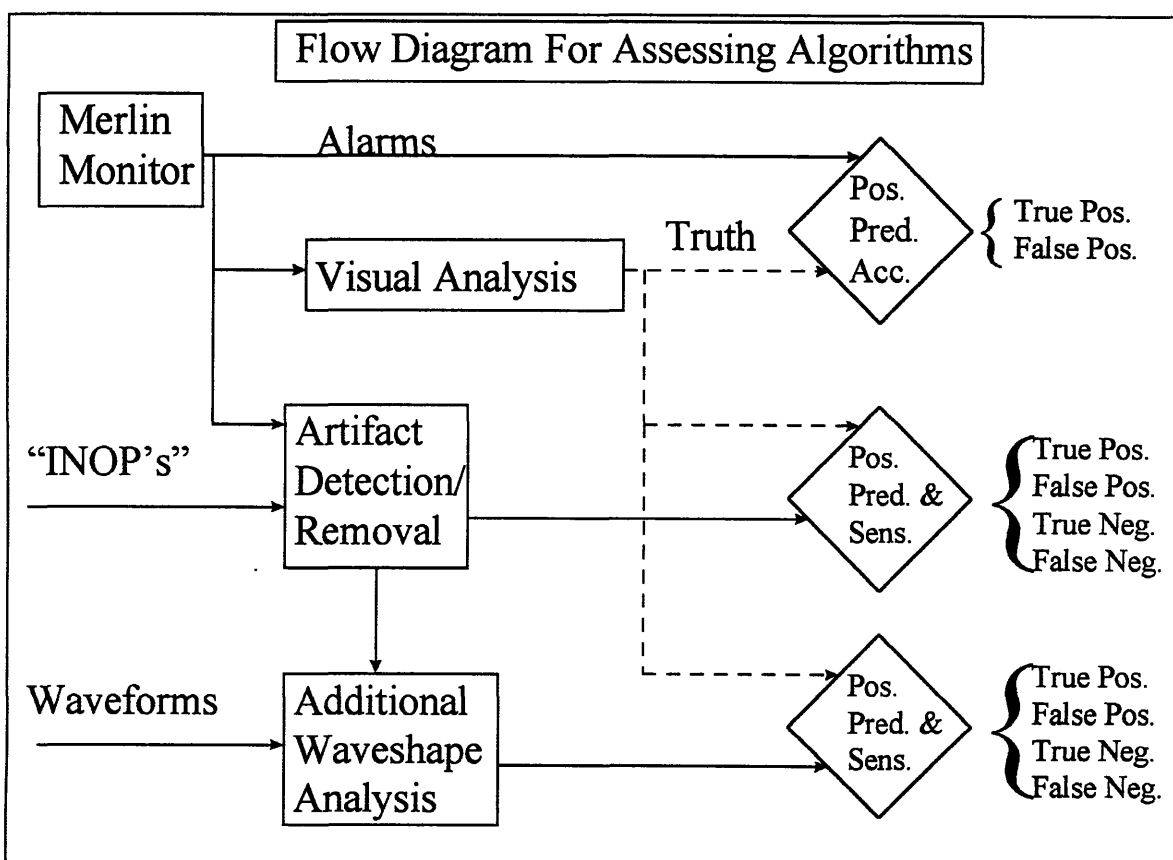 Flow Diagram For Assessing Algorithms
Merlin
Monitor
Alarms
Pos.
Pred.
Acc.
True Pos.
False Pos.
Truth
Visual Analysis
“INOP's”
Artifact
Detection/
Removal
Pos.
Pred. &
Sens.
True Pos.
False Pos.
True Neg.
False Neg.
Waveforms
Additional
Waveshape
Analysis
Pos.
Pred. &
Sens.
True Pos.
False Pos.
True Neg.
False Neg.